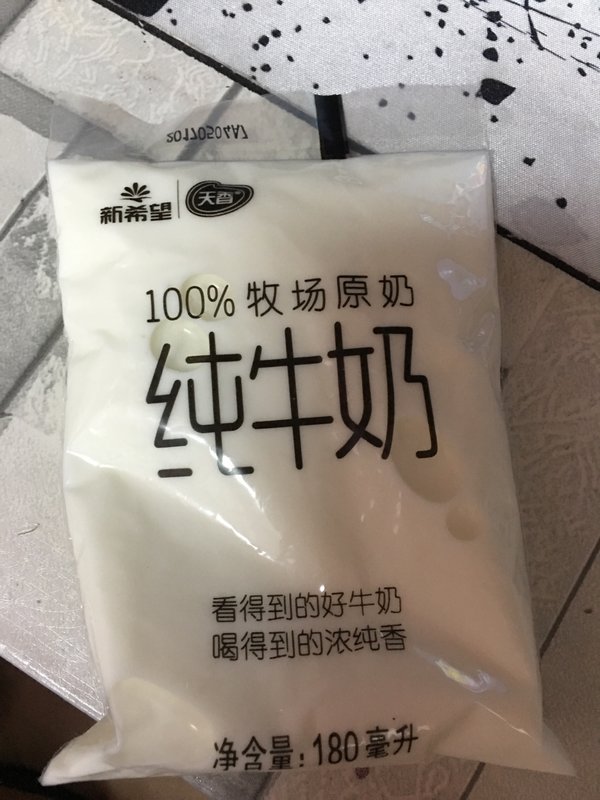 20170504A7
新希望 天香
100%牧场原奶
纯牛奶
看得到的好牛奶
喝得到的浓纯香
净含量：180毫升